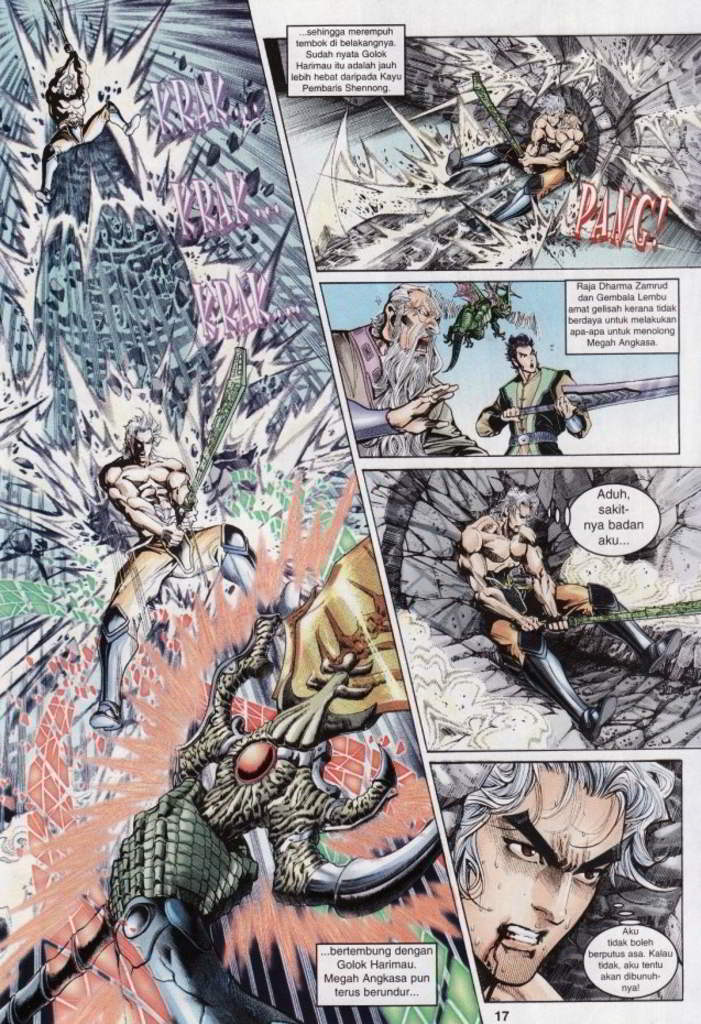 KRAK...
KRAK...
KRAK...
...bertembung dengan
Golok Harimau.
Megah Angkasa pun
terus berundur...
...sehingga merempuh
tembok di belakangnya.
Sudah nyata Golok
Harimau itu adalah jauh
lebih hebat daripada Kayu
Pembaris Shennong.
PANG!
Raja Dharma Zamrud
dan Gembala Lembu
amat gelisah kerana tidak
berdaya untuk melakukan
apa-apa untuk menolong
Megah Angkasa.
Aduh,
sakit-
nya badan
aku...
Aku
tidak boleh
berputus asa. Kalau
tidak, aku tentu
akan dibunuh-
nya!
17